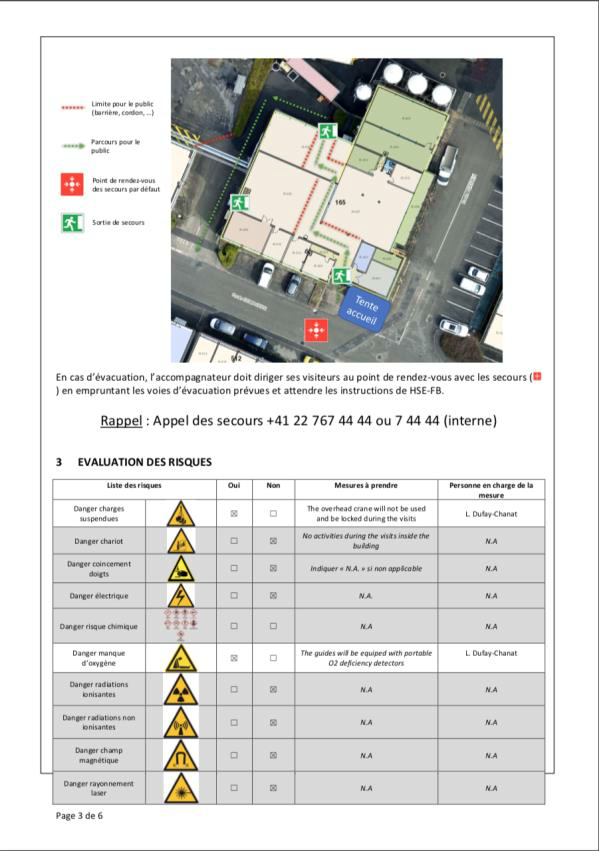 Limite pour le public
(barrière, cordon, ...)
Parcours pour le
public
Point de rendez-vous
des secours par défaut
Sortie de secours
165
Tente
accueil
En cas d'évacuation, l'accompagnateur doit diriger ses visiteurs au point de rendez-vous avec les secours (
) en empruntant les voies d'évacuation prévues et attendre les instructions de HSE-FB.
Rappel : Appel des secours +41 22 767 44 44 ou 7 44 44 (interne)
3 EVALUATION DES RISQUES
Liste des risques Oui Non Mesures à prendre Personne en charge de la
mesure
Danger charges
suspendues ☒ ☐ The overhead crane will not be used
and be locked during the visits L. Dufay-Chanat
Danger chariot ☐ ☒ No activities during the visits inside the
building N.A
Danger coincement
doigts ☐ ☒ Indiquer « N.A. » si non applicable N.A
Danger électrique ☐ ☒ N.A. N.A
Danger risque chimique ☐ ☐ N.A N.A
Danger manque
d'oxygène ☒ ☐ The guides will be equiped with portable
O2 deficiency detectors L. Dufay-Chanat
Danger radiations
ionisantes ☐ ☒ N.A N.A
Danger radiations non
ionisantes ☐ ☒ N.A N.A
Danger champ
magnétique ☐ ☒ N.A N.A
Danger rayonnement
laser ☐ ☒ N.A N.A
Page 3 de 6